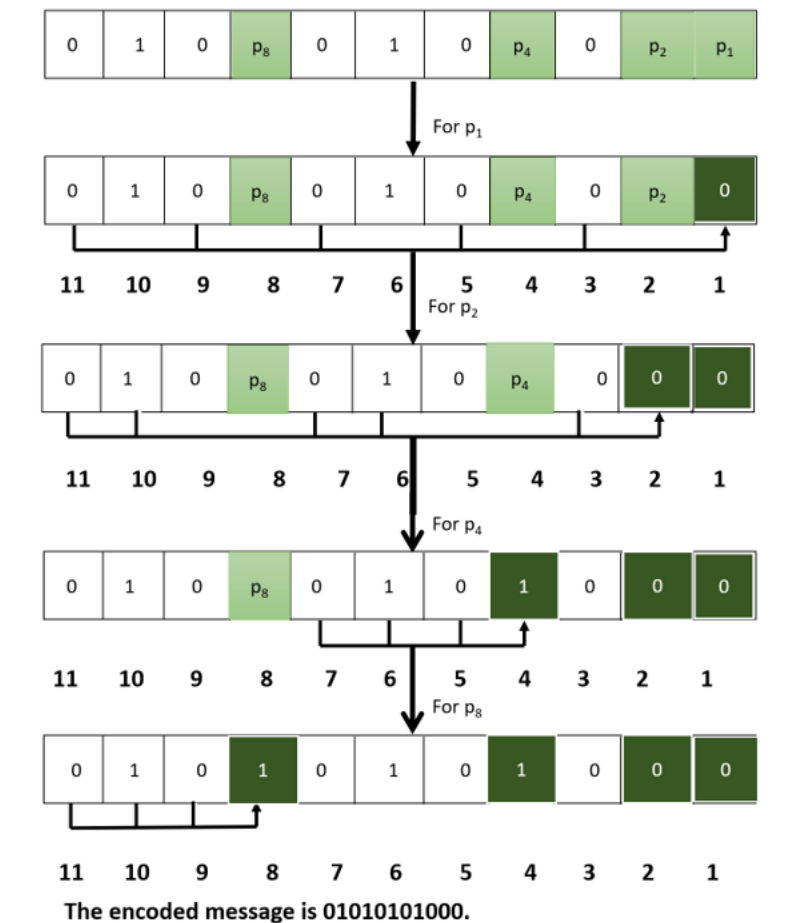 0 1 0 p₈ 0 1 0 p₄ 0 p₂ p₁
For p₁
0 1 0 p₈ 0 1 0 p₄ 0 p₂ 0
11 10 9 8 7 6 5 4 3 2 1
For p₂
0 1 0 p₈ 0 1 0 p₄ 0 0 0
11 10 9 8 7 6 5 4 3 2 1
For p₄
0 1 0 p₈ 0 1 0 1 0 0 0
11 10 9 8 7 6 5 4 3 2 1
For p₈
0 1 0 1 0 1 0 1 0 0 0
11 10 9 8 7 6 5 4 3 2 1
The encoded message is 01010101000.